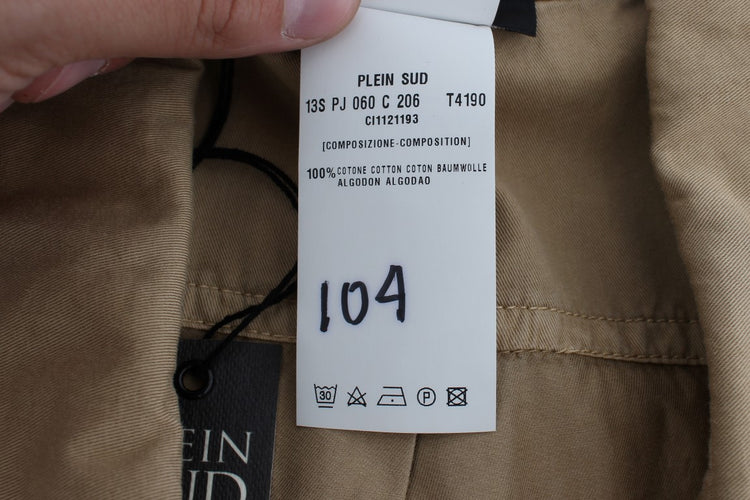 PLEIN SUD
13S PJ 060 C 206 T4190
CI1121193
[COMPOSIZIONE-COMPOSITION]
100% COTONE COTTON COTON BAUMWOLLE
ALGODON ALGODAO
104
30
P
EIN
UD